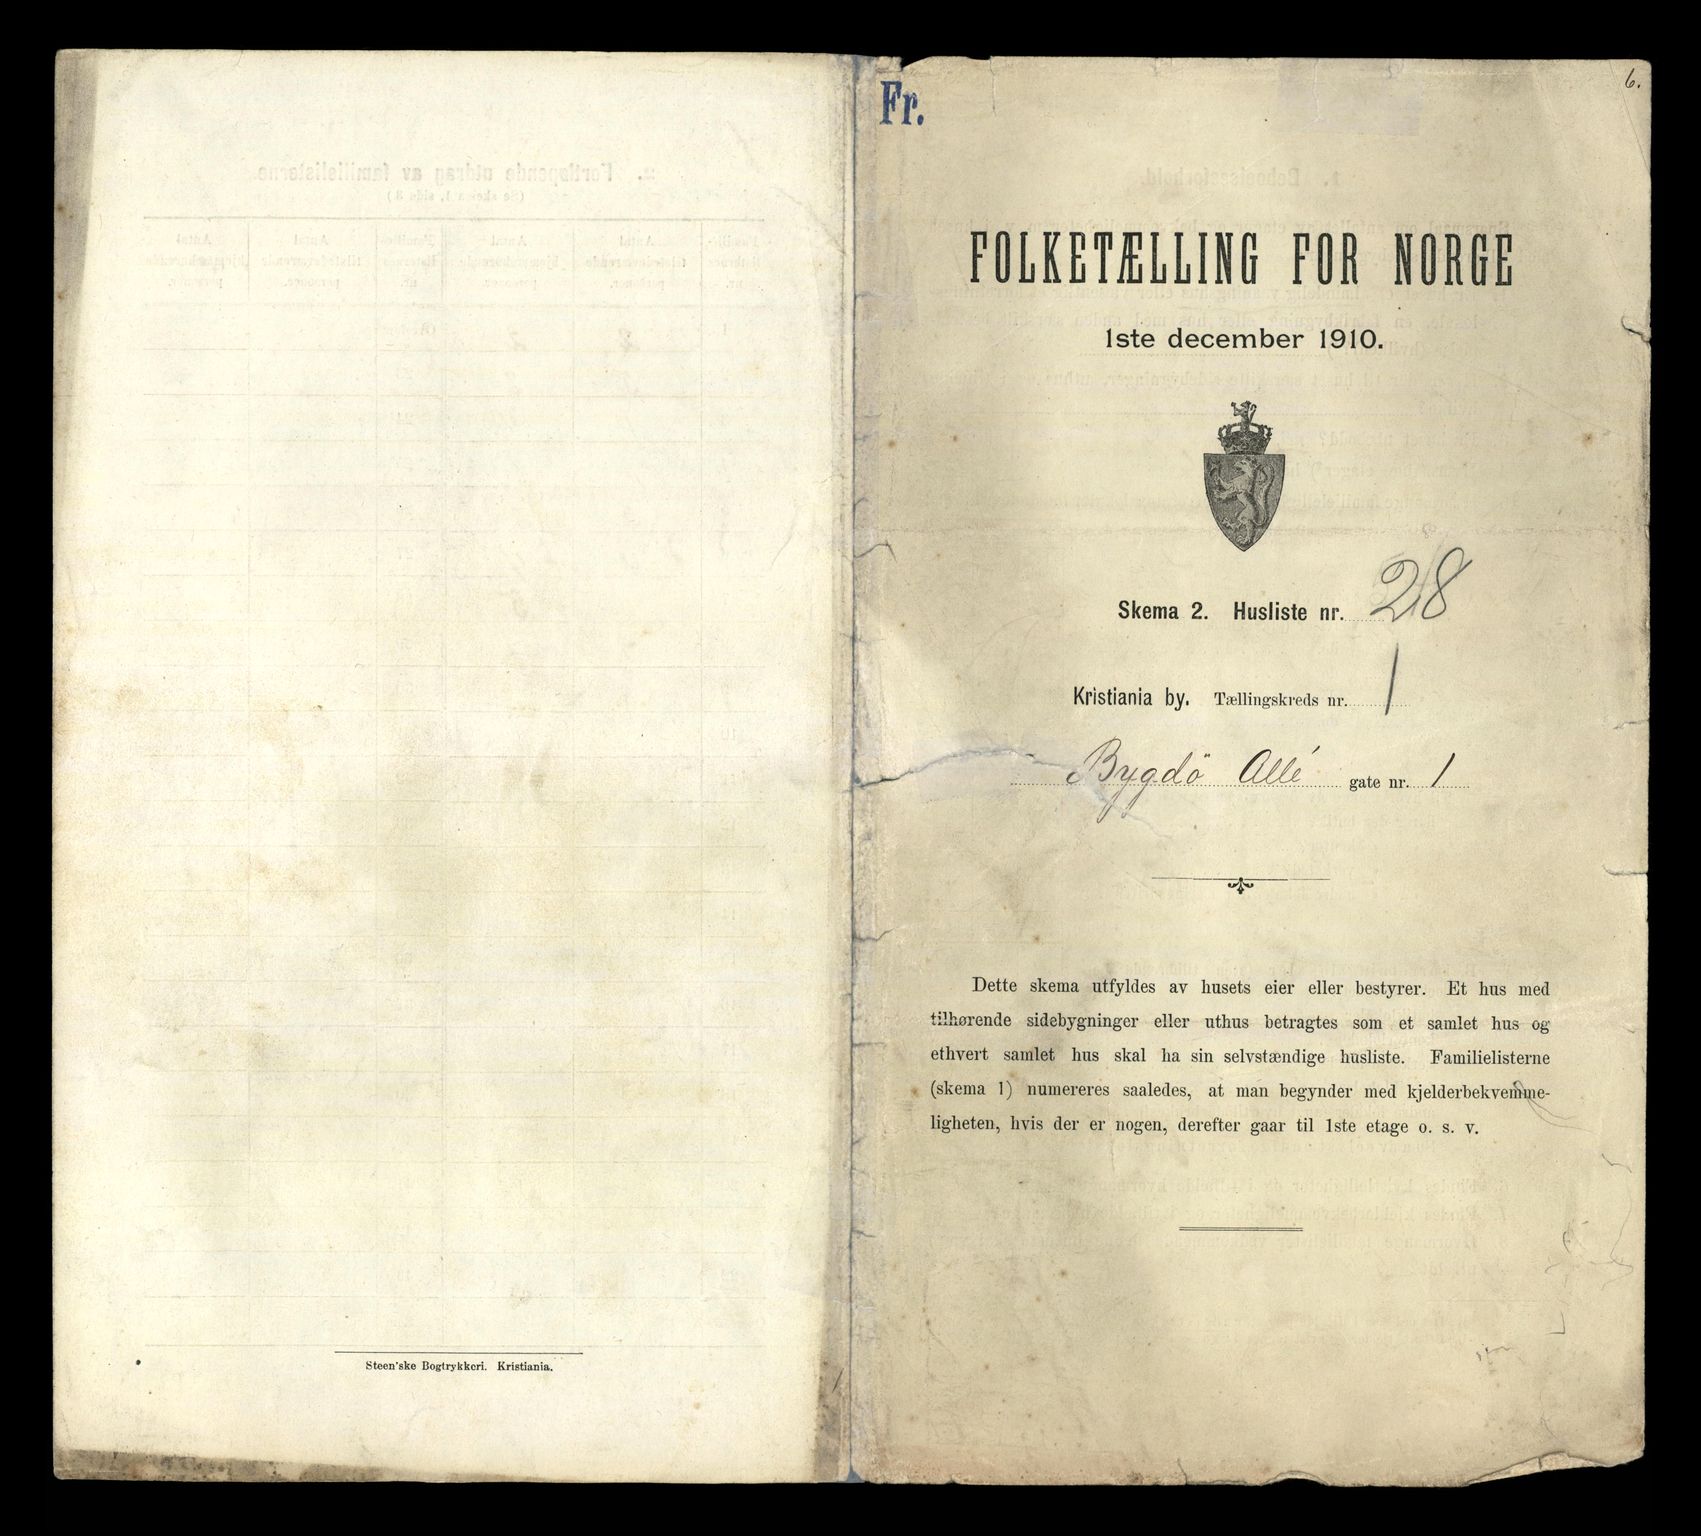 Steen'ske Bogtrykkeri. Kristiania.
Fr.
6.
FOLKETÆLLING FOR NORGE
1ste december 1910.
Skema 2. Husliste nr. 28
Kristiania by. Tællingskreds nr. 1
Bygdö Allé gate nr. 1
Dette skema utfyldes av husets eier eller bestyrer. Et hus med
tilhørende sidebygninger eller uthus betragtes som et samlet hus og
ethvert samlet hus skal ha sin selvstændige husliste. Familielisterne
(skema 1) numereres saaledes, at man begynder med kjelderbekvemme-
ligheten, hvis der er nogen, derefter gaar til 1ste etage o. s. v.